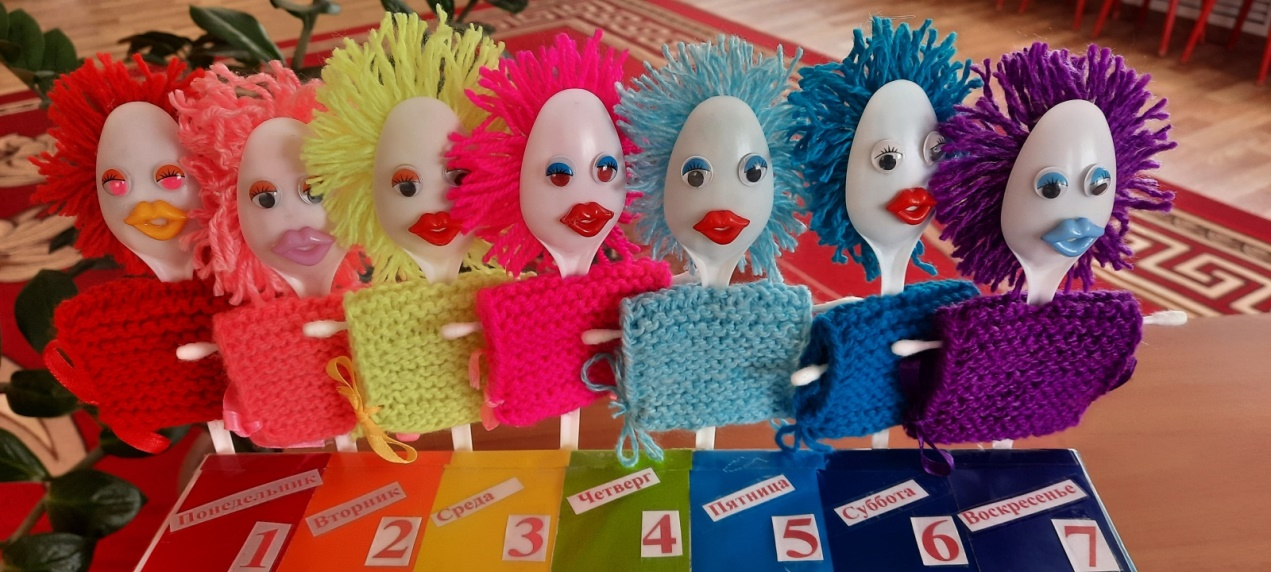 Понедельник
1
Вторник
2
Среда
3
Четверг
4
Пятница
5
Суббота
6
Воскресенье
7